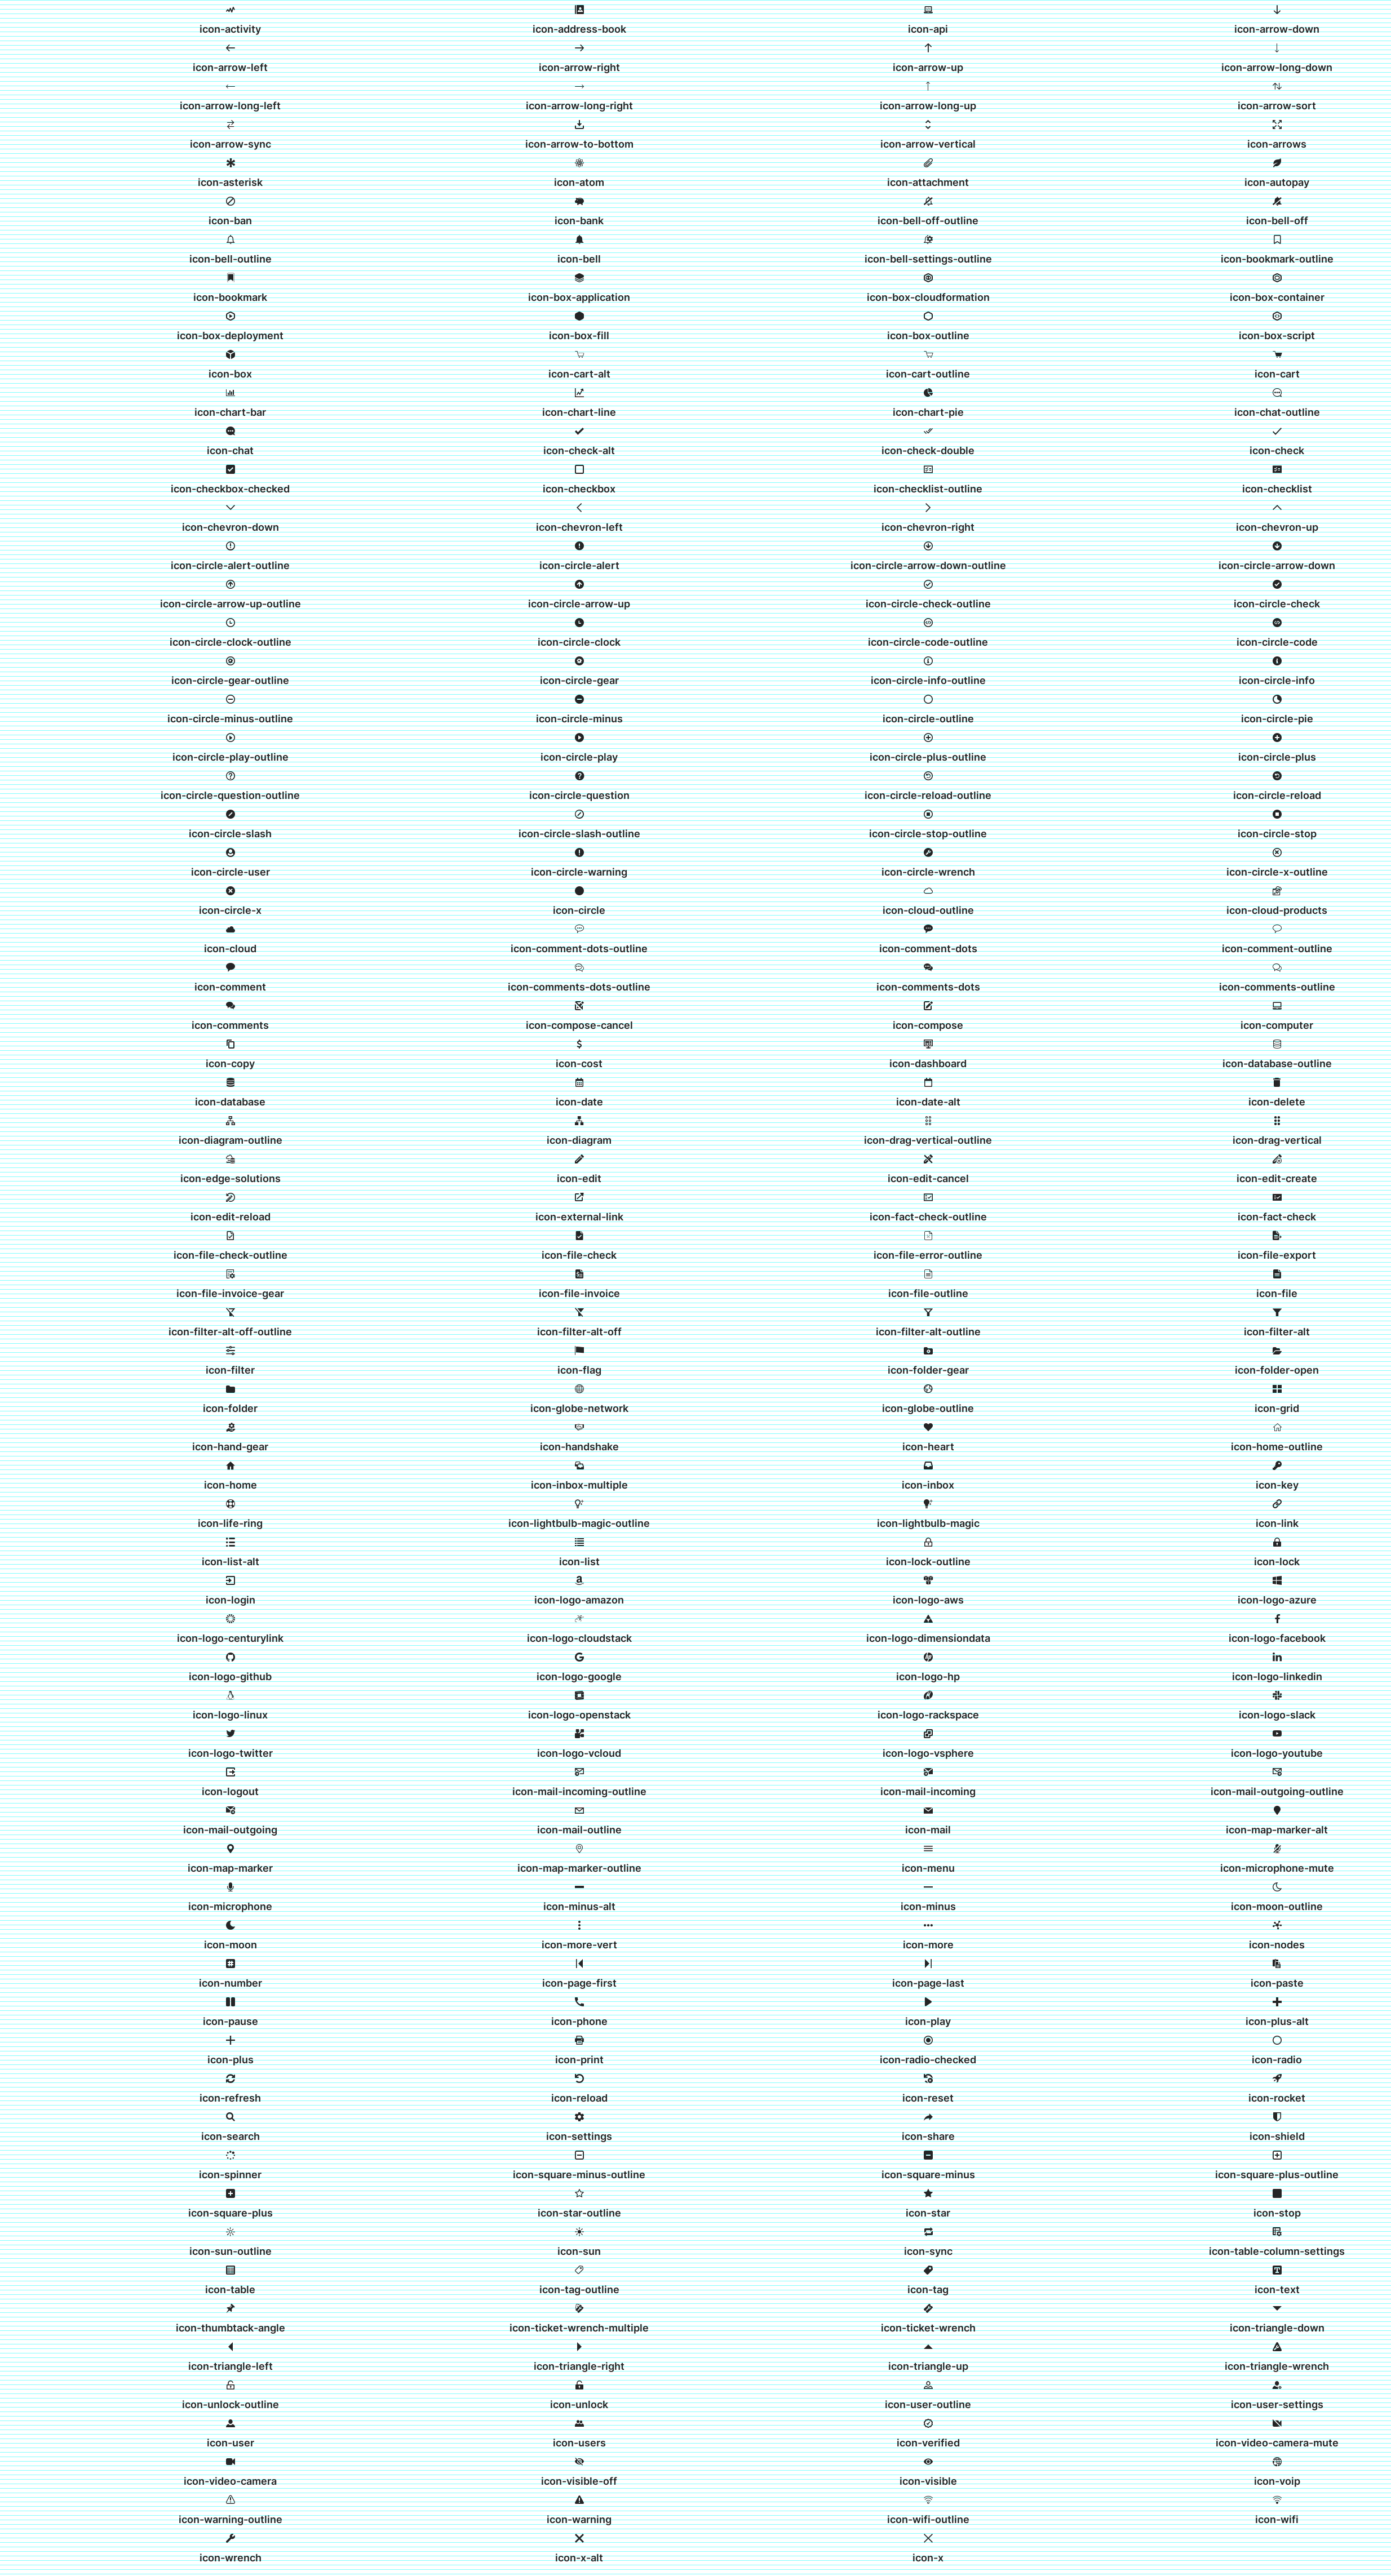 icon-activity icon-address-book icon-api icon-arrow-down
icon-arrow-left icon-arrow-right icon-arrow-up icon-arrow-long-down
icon-arrow-long-left icon-arrow-long-right icon-arrow-long-up icon-arrow-sort
icon-arrow-sync icon-arrow-to-bottom icon-arrow-vertical icon-arrows
icon-asterisk icon-atom icon-attachment icon-autopay
icon-ban icon-bank icon-bell-off-outline icon-bell-off
icon-bell-outline icon-bell icon-bell-settings-outline icon-bookmark-outline
icon-bookmark icon-box-application icon-box-cloudformation icon-box-container
icon-box-deployment icon-box-fill icon-box-outline icon-box-script
icon-box icon-cart-alt icon-cart-outline icon-cart
icon-chart-bar icon-chart-line icon-chart-pie icon-chat-outline
icon-chat icon-check-alt icon-check-double icon-check
icon-checkbox-checked icon-checkbox icon-checklist-outline icon-checklist
icon-chevron-down icon-chevron-left icon-chevron-right icon-chevron-up
icon-circle-alert-outline icon-circle-alert icon-circle-arrow-down-outline icon-circle-arrow-down
icon-circle-arrow-up-outline icon-circle-arrow-up icon-circle-check-outline icon-circle-check
icon-circle-clock-outline icon-circle-clock icon-circle-code-outline icon-circle-code
icon-circle-gear-outline icon-circle-gear icon-circle-info-outline icon-circle-info
icon-circle-minus-outline icon-circle-minus icon-circle-outline icon-circle-pie
icon-circle-play-outline icon-circle-play icon-circle-plus-outline icon-circle-plus
icon-circle-question-outline icon-circle-question icon-circle-reload-outline icon-circle-reload
icon-circle-slash icon-circle-slash-outline icon-circle-stop-outline icon-circle-stop
icon-circle-user icon-circle-warning icon-circle-wrench icon-circle-x-outline
icon-circle-x icon-circle icon-cloud-outline icon-cloud-products
icon-cloud icon-comment-dots-outline icon-comment-dots icon-comment-outline
icon-comment icon-comments-dots-outline icon-comments-dots icon-comments-outline
icon-comments icon-compose-cancel icon-compose icon-computer
icon-copy icon-cost icon-dashboard icon-database-outline
icon-database icon-date icon-date-alt icon-delete
icon-diagram-outline icon-diagram icon-drag-vertical-outline icon-drag-vertical
icon-edge-solutions icon-edit icon-edit-cancel icon-edit-create
icon-edit-reload icon-external-link icon-fact-check-outline icon-fact-check
icon-file-check-outline icon-file-check icon-file-error-outline icon-file-export
icon-file-invoice-gear icon-file-invoice icon-file-outline icon-file
icon-filter-alt-off-outline icon-filter-alt-off icon-filter-alt-outline icon-filter-alt
icon-filter icon-flag icon-folder-gear icon-folder-open
icon-folder icon-globe-network icon-globe-outline icon-grid
icon-hand-gear icon-handshake icon-heart icon-home-outline
icon-home icon-inbox-multiple icon-inbox icon-key
icon-life-ring icon-lightbulb-magic-outline icon-lightbulb-magic icon-link
icon-list-alt icon-list icon-lock-outline icon-lock
icon-login icon-logo-amazon icon-logo-aws icon-logo-azure
icon-logo-centurylink icon-logo-cloudstack icon-logo-dimensiondata icon-logo-facebook
icon-logo-github icon-logo-google icon-logo-hp icon-logo-linkedin
icon-logo-linux icon-logo-openstack icon-logo-rackspace icon-logo-slack
icon-logo-twitter icon-logo-vcloud icon-logo-vsphere icon-logo-youtube
icon-logout icon-mail-incoming-outline icon-mail-incoming icon-mail-outgoing-outline
icon-mail-outgoing icon-mail-outline icon-mail icon-map-marker-alt
icon-map-marker icon-map-marker-outline icon-menu icon-microphone-mute
icon-microphone icon-minus-alt icon-minus icon-moon-outline
icon-moon icon-more-vert icon-more icon-nodes
icon-number icon-page-first icon-page-last icon-paste
icon-pause icon-phone icon-play icon-plus-alt
icon-plus icon-print icon-radio-checked icon-radio
icon-refresh icon-reload icon-reset icon-rocket
icon-search icon-settings icon-share icon-shield
icon-spinner icon-square-minus-outline icon-square-minus icon-square-plus-outline
icon-square-plus icon-star-outline icon-star icon-stop
icon-sun-outline icon-sun icon-sync icon-table-column-settings
icon-table icon-tag-outline icon-tag icon-text
icon-thumbtack-angle icon-ticket-wrench-multiple icon-ticket-wrench icon-triangle-down
icon-triangle-left icon-triangle-right icon-triangle-up icon-triangle-wrench
icon-unlock-outline icon-unlock icon-user-outline icon-user-settings
icon-user icon-users icon-verified icon-video-camera-mute
icon-video-camera icon-visible-off icon-visible icon-voip
icon-warning-outline icon-warning icon-wifi-outline icon-wifi
icon-wrench icon-x-alt icon-x